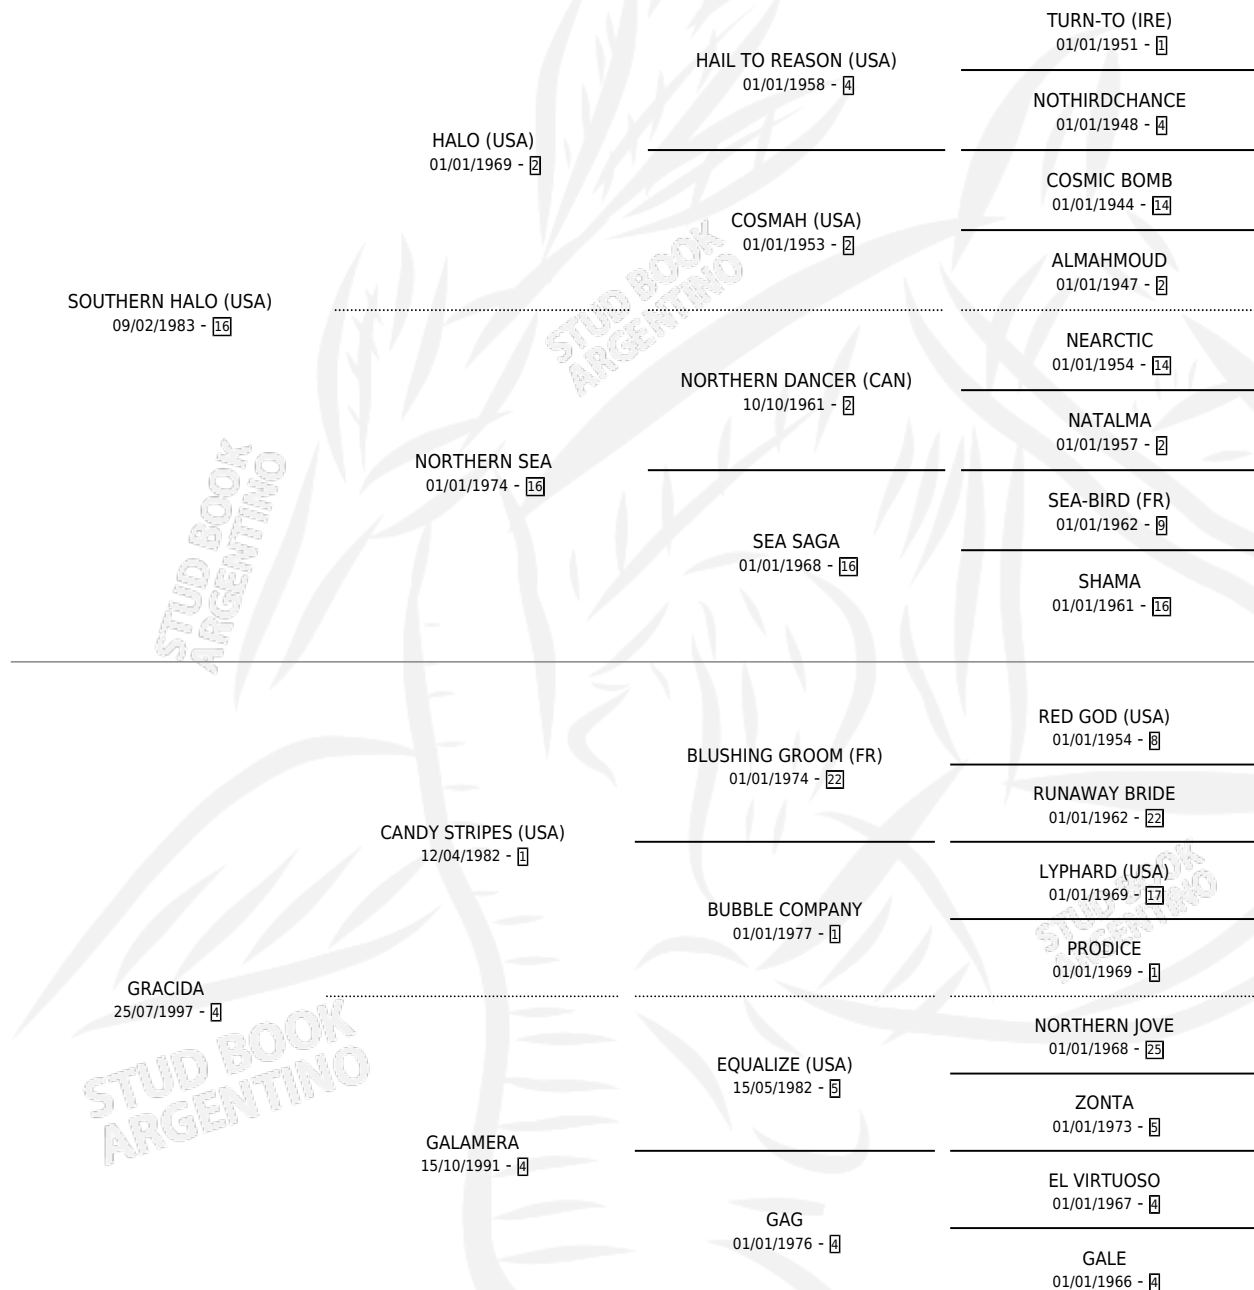 TURN-TO (IRE)
01/01/1951 - 1
HAIL TO REASON (USA)
01/01/1958 - 4
NOTHIRDCHANCE
01/01/1948 - 4
HALO (USA)
01/01/1969 - 2
COSMIC BOMB
01/01/1944 - 14
COSMAH (USA)
01/01/1953 - 2
ALMAHMOUD
01/01/1947 - 2
SOUTHERN HALO (USA)
09/02/1983 - 16
NEARCTIC
01/01/1954 - 14
NORTHERN DANCER (CAN)
10/10/1961 - 2
NATALMA
01/01/1957 - 2
NORTHERN SEA
01/01/1974 - 16
SEA-BIRD (FR)
01/01/1962 - 9
SEA SAGA
01/01/1968 - 16
SHAMA
01/01/1961 - 16
RED GOD (USA)
01/01/1954 - 8
BLUSHING GROOM (FR)
01/01/1974 - 22
RUNAWAY BRIDE
01/01/1962 - 22
CANDY STRIPES (USA)
12/04/1982 - 1
LYPHARD (USA)
01/01/1969 - 17
BUBBLE COMPANY
01/01/1977 - 1
PRODICE
01/01/1969 - 1
GRACIDA
25/07/1997 - 4
NORTHERN JOVE
01/01/1968 - 25
EQUALIZE (USA)
15/05/1982 - 5
ZONTA
01/01/1973 - 5
GALAMERA
15/10/1991 - 4
EL VIRTUOSO
01/01/1967 - 4
GAG
01/01/1976 - 4
GALE
01/01/1966 - 4
STUD BOOK
ARGENTINO
STUD BOOK
ARGENTINO
STUD BOOK
ARGENTINO
STUD BOOK
ARGENTINO